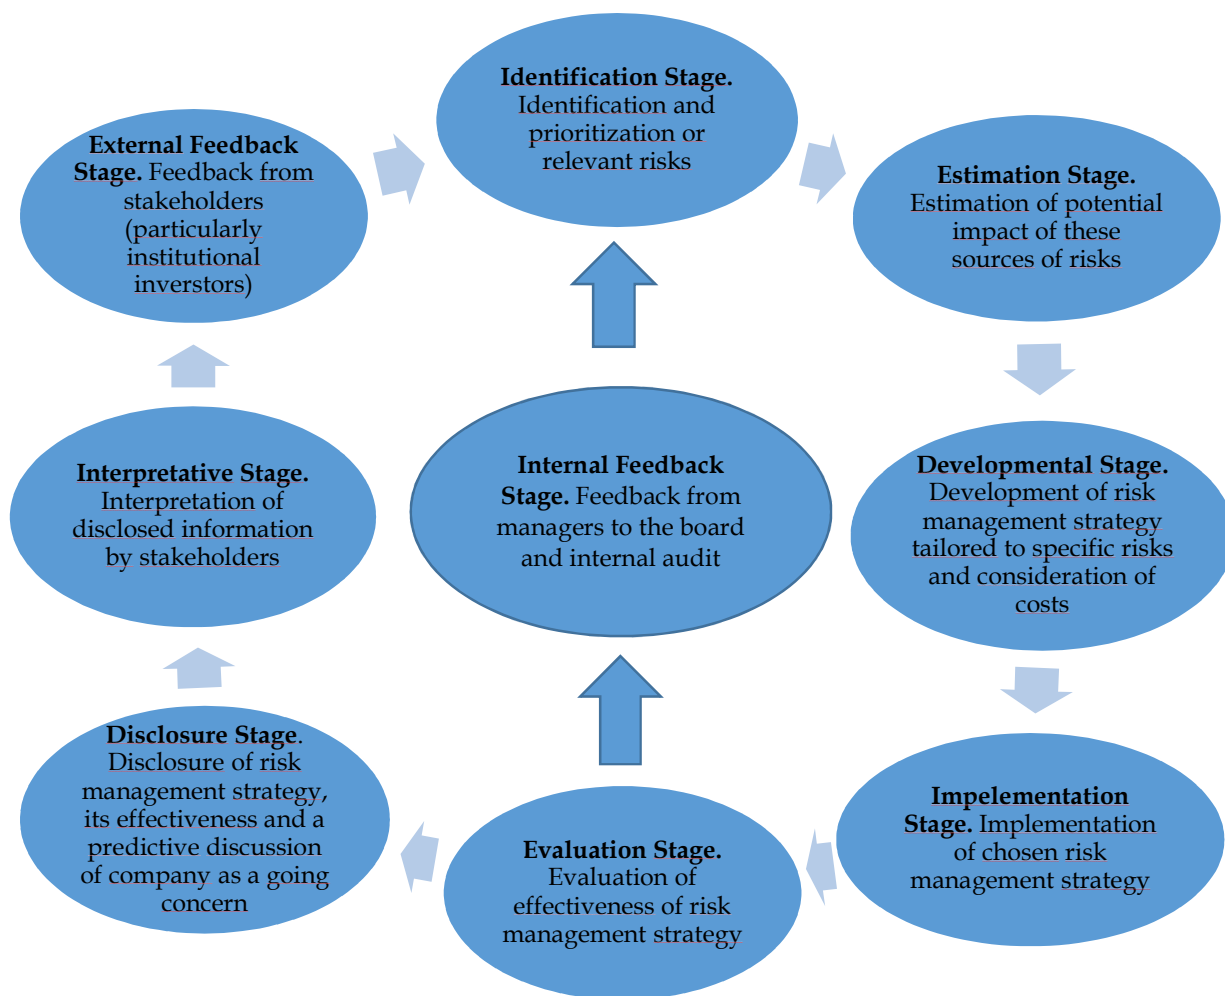 Identification Stage.
Identification and
prioritization or
relevant risks
Estimation Stage.
Estimation of potential
impact of these
sources of risks
Developmental Stage.
Development of risk
management strategy
tailored to specific risks
and consideration of
costs
Impelementation
Stage. Implementation
of chosen risk
management strategy
Evaluation Stage.
Evaluation of
effectiveness of risk
management strategy
Disclosure Stage.
Disclosure of risk
management strategy,
its effectiveness and a
predictive discussion
of company as a going
concern
Interpretative Stage.
Interpretation of
disclosed information
by stakeholders
External Feedback
Stage. Feedback from
stakeholders
(particularly
institutional
inverstors)
Internal Feedback
Stage. Feedback from
managers to the board
and internal audit